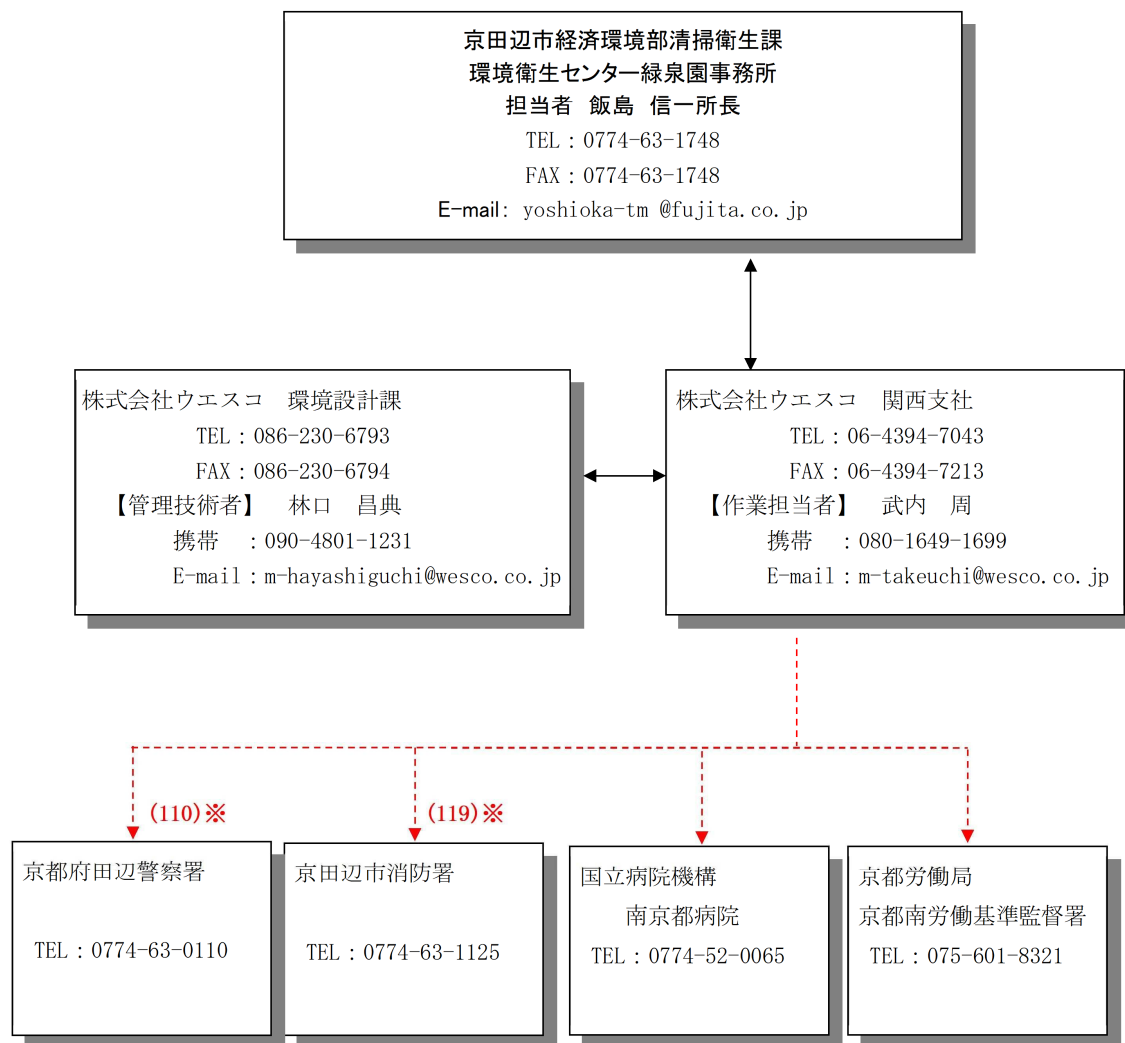 京田辺市経済環境部清掃衛生課
環境衛生センター緑泉園事務所
担当者 飯島 信一所長
TEL：0774-63-1748
FAX：0774-63-1748
E-mail: yoshioka-tm @fujita.co.jp
株式会社ウエスコ 環境設計課
TEL：086-230-6793
FAX：086-230-6794
【管理技術者】 林口 昌典
携帯 ：090-4801-1231
E-mail：m-hayashiguchi@wesco.co.jp
株式会社ウエスコ 関西支社
TEL：06-4394-7043
FAX：06-4394-7213
【作業担当者】 武内 周
携帯 ：080-1649-1699
E-mail：m-takeuchi@wesco.co.jp
(110)※
(119)※
京都府田辺警察署
TEL：0774-63-0110
京田辺市消防署
TEL：0774-63-1125
国立病院機構
南京都病院
TEL：0774-52-0065
京都労働局
京都南労働基準監督署
TEL：075-601-8321